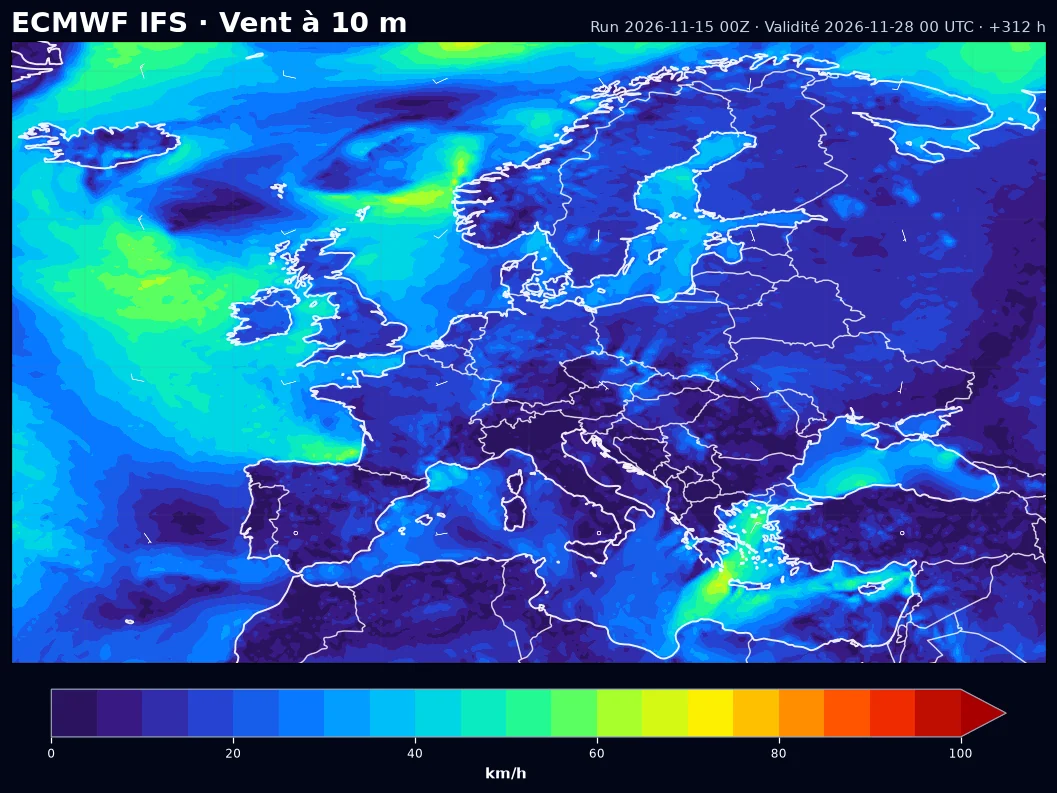 ECMWF IFS · Vent à 10 m
Run 2026-11-15 00Z · Validité 2026-11-28 00 UTC · +312 h
0 20 40 60 80 100
km/h